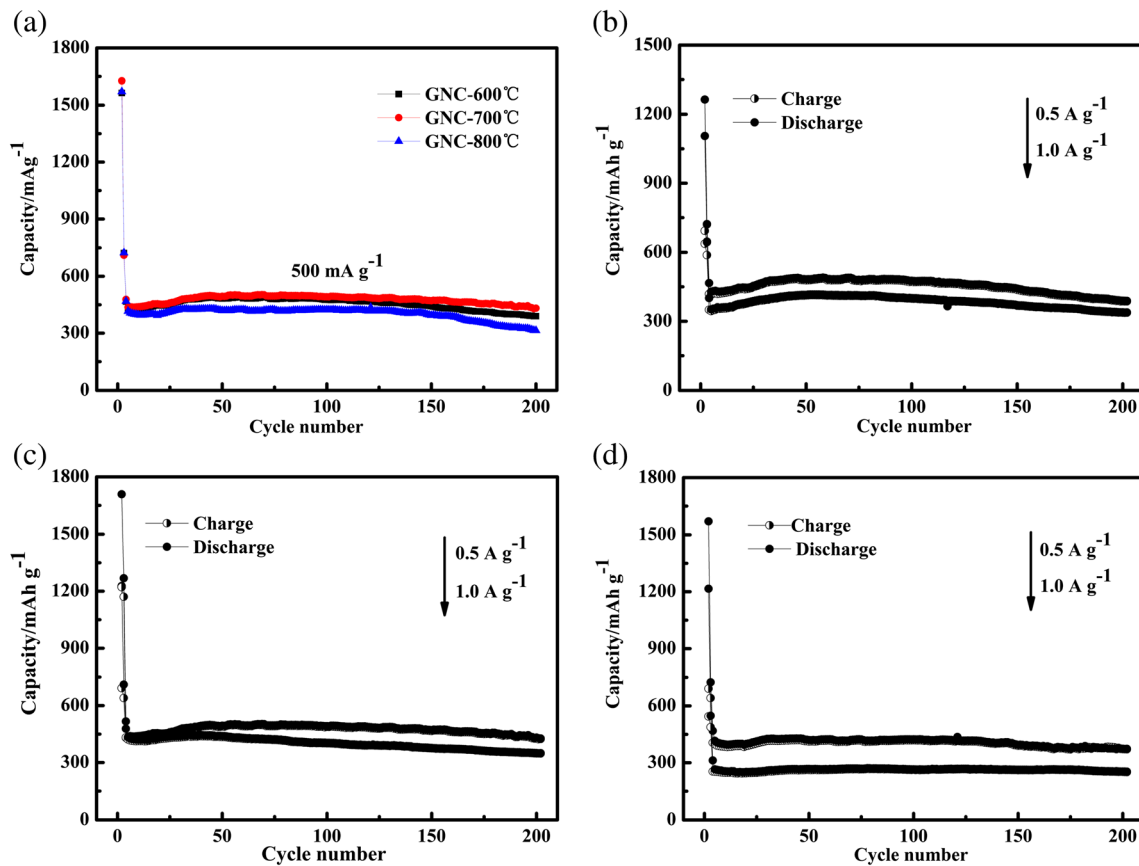 (a)
1800
1500
1200
900
600
300
0
Capacity/mAg⁻¹
GNC-600℃
GNC-700℃
GNC-800℃
500 mA g⁻¹
0 50 100 150 200
Cycle number
(b)
1500
1200
900
600
300
0
Capacity/mAh g⁻¹
Charge
Discharge
0.5 A g⁻¹
1.0 A g⁻¹
0 50 100 150 200
Cycle number
(c)
1800
1500
1200
900
600
300
0
Capacity/mAh g⁻¹
Charge
Discharge
0.5 A g⁻¹
1.0 A g⁻¹
0 50 100 150 200
Cycle number
(d)
1800
1500
1200
900
600
300
0
Capacity/mAh g⁻¹
Charge
Discharge
0.5 A g⁻¹
1.0 A g⁻¹
0 50 100 150 200
Cycle number